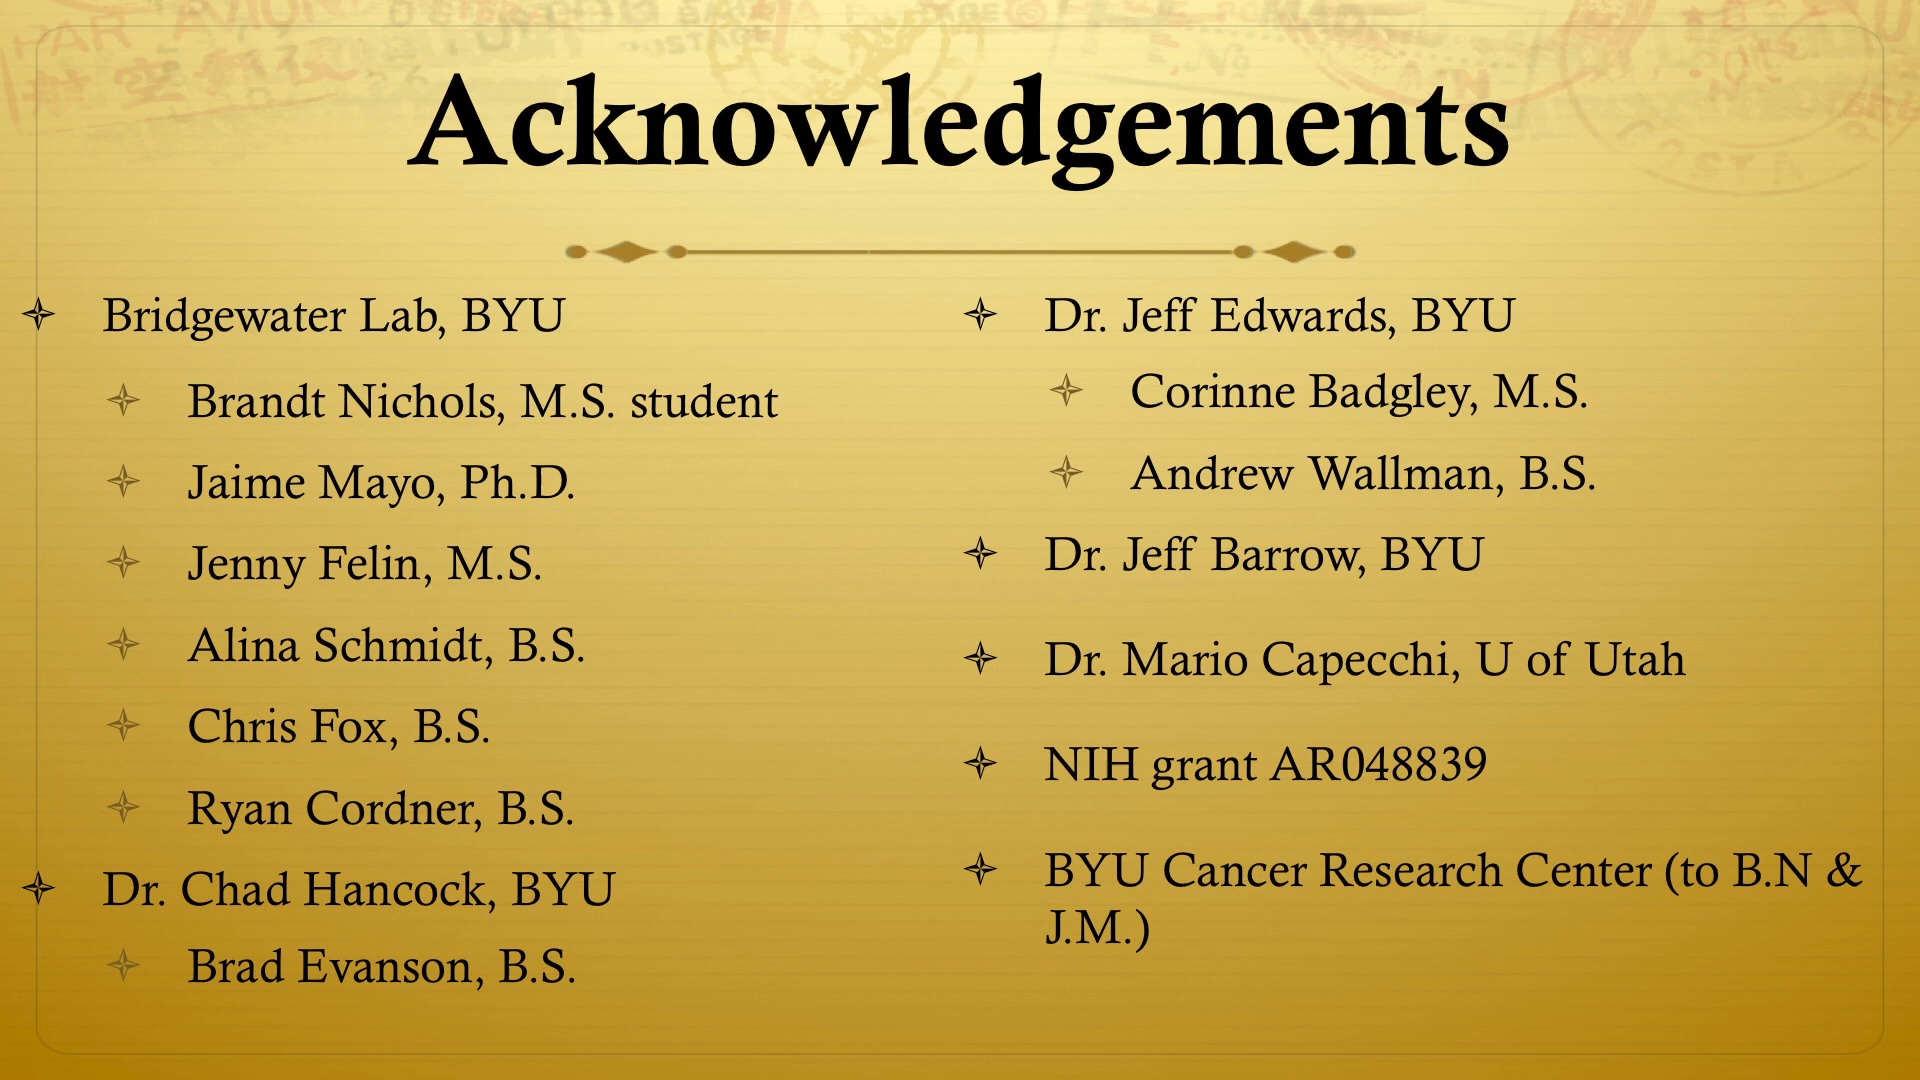 Acknowledgements
Bridgewater Lab, BYU
Brandt Nichols, M.S. student
Jaime Mayo, Ph.D.
Jenny Felin, M.S.
Alina Schmidt, B.S.
Chris Fox, B.S.
Ryan Cordner, B.S.
Dr. Chad Hancock, BYU
Brad Evanson, B.S.
Dr. Jeff Edwards, BYU
Corinne Badgley, M.S.
Andrew Wallman, B.S.
Dr. Jeff Barrow, BYU
Dr. Mario Capecchi, U of Utah
NIH grant AR048839
BYU Cancer Research Center (to B.N &
J.M.)